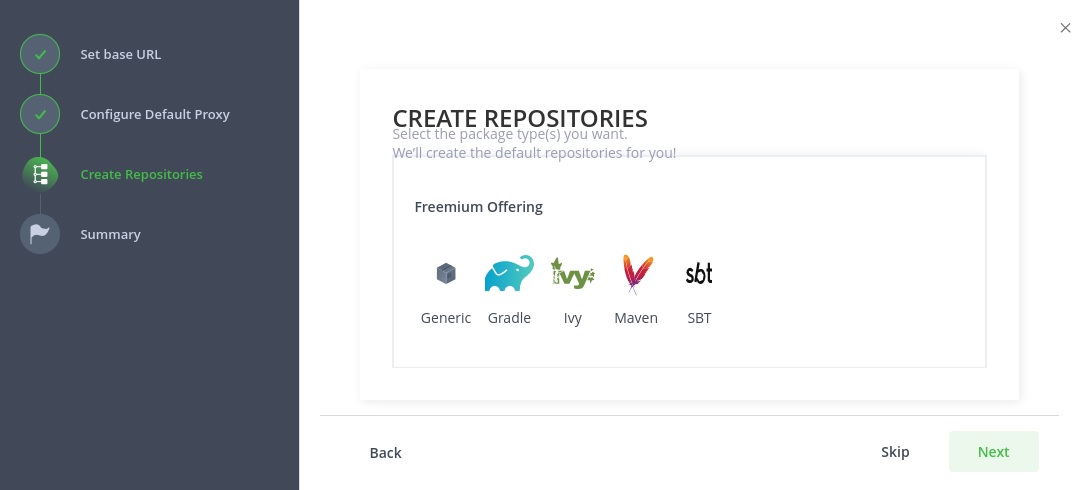 Set base URL
Configure Default Proxy
Create Repositories
Summary
CREATE REPOSITORIES
Select the package type(s) you want.
We'll create the default repositories for you!
Freemium Offering
ivy
sbt
Generic
Gradle
Ivy
Maven
SBT
Back
Skip
Next